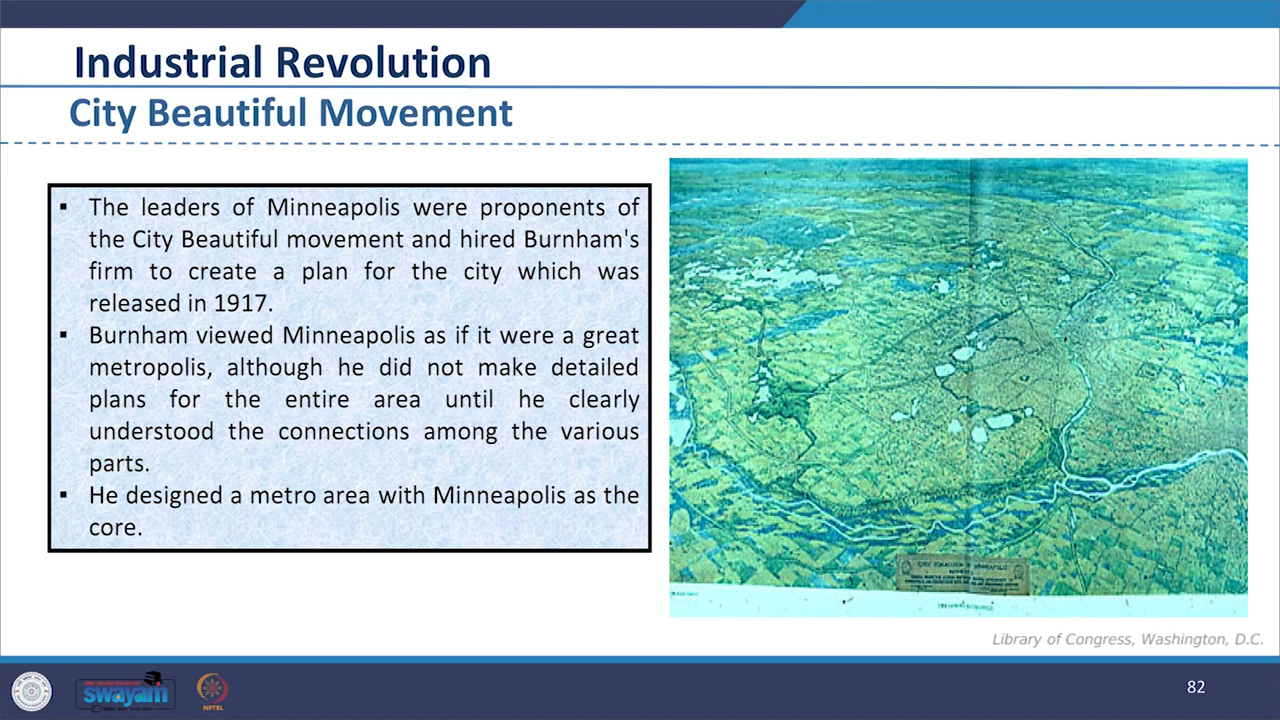 Industrial Revolution
City Beautiful Movement
▪ The leaders of Minneapolis were proponents of
the City Beautiful movement and hired Burnham's
firm to create a plan for the city which was
released in 1917.
▪ Burnham viewed Minneapolis as if it were a great
metropolis, although he did not make detailed
plans for the entire area until he clearly
understood the connections among the various
parts.
▪ He designed a metro area with Minneapolis as the
core.
Library of Congress, Washington, D.C.
swayam
NPTEL
82